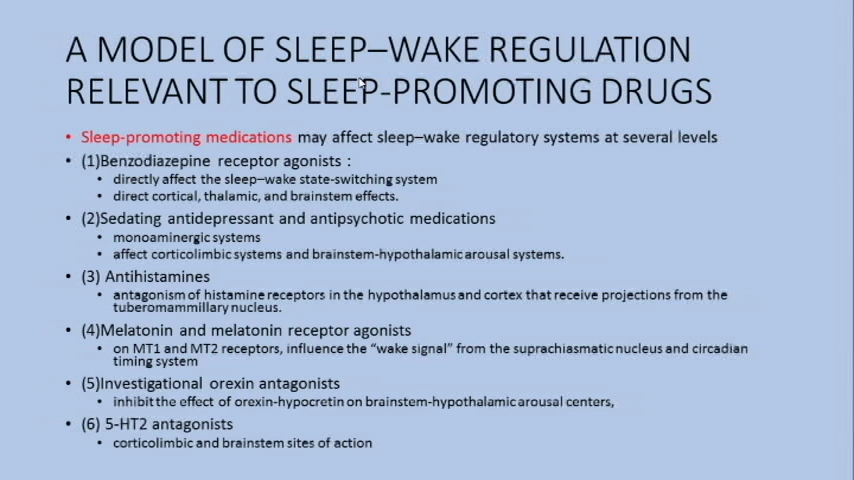 A MODEL OF SLEEP–WAKE REGULATION
RELEVANT TO SLEEP-PROMOTING DRUGS
• Sleep-promoting medications may affect sleep–wake regulatory systems at several levels
• (1)Benzodiazepine receptor agonists :
• directly affect the sleep–wake state-switching system
• direct cortical, thalamic, and brainstem effects.
• (2)Sedating antidepressant and antipsychotic medications
• monoaminergic systems
• affect corticolimbic systems and brainstem-hypothalamic arousal systems.
• (3) Antihistamines
• antagonism of histamine receptors in the hypothalamus and cortex that receive projections from the
tuberomammillary nucleus.
• (4)Melatonin and melatonin receptor agonists
• on MT1 and MT2 receptors, influence the “wake signal” from the suprachiasmatic nucleus and circadian
timing system
• (5)Investigational orexin antagonists
• inhibit the effect of orexin-hypocretin on brainstem-hypothalamic arousal centers,
• (6) 5-HT2 antagonists
• corticolimbic and brainstem sites of action